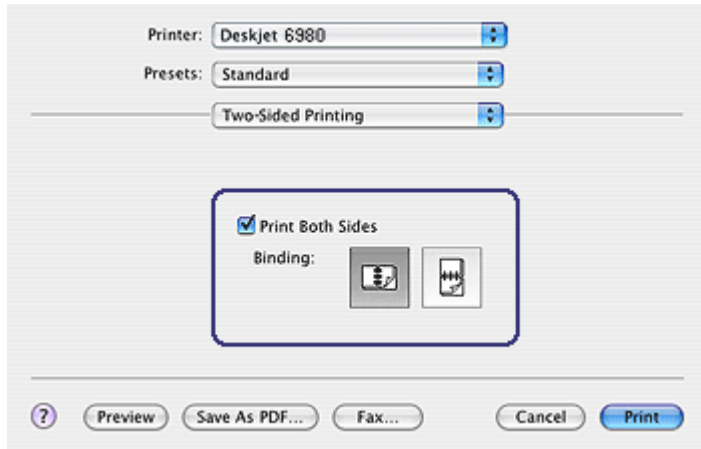 Printer: Deskjet 6980
Presets: Standard
Two-Sided Printing
Print Both Sides
Binding:
? Preview Save As PDF... Fax... Cancel Print